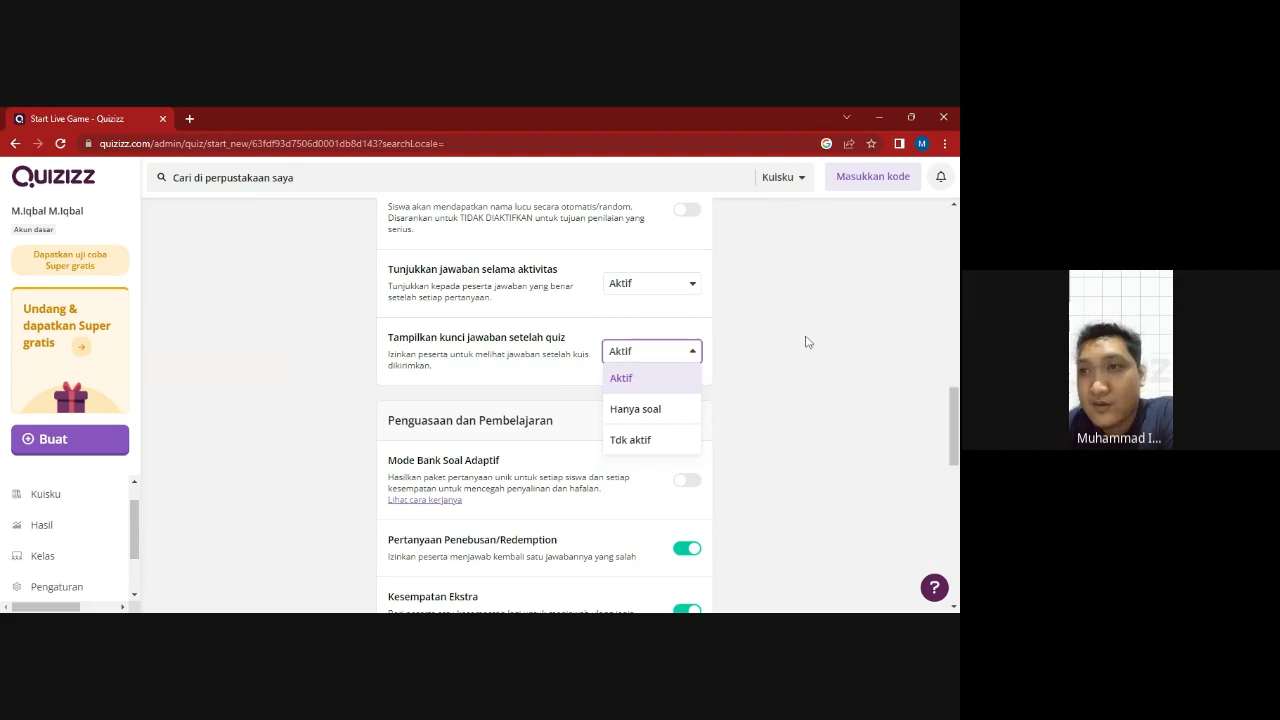 Start Live Game - Quizizz
quizizz.com/admin/quiz/start_new/63fdf93d7506d0001db8d143?searchLocale=
M
QUIZIZZ
Cari di perpustakaan saya
Kuisku
Masukkan kode
M.Iqbal M.Iqbal
Akun dasar
Dapatkan uji coba
Super gratis
Undang &
dapatkan Super
gratis
Buat
Kuisku
Hasil
Kelas
Pengaturan
Siswa akan mendapatkan nama lucu secara otomatis/random.
Disarankan untuk TIDAK DIAKTIFKAN untuk tujuan penilaian yang
serius.
Tunjukkan jawaban selama aktivitas
Tunjukkan kepada peserta jawaban yang benar
setelah setiap pertanyaan.
Aktif
Tampilkan kunci jawaban setelah quiz
Izinkan peserta untuk melihat jawaban setelah kuis
dikirimkan.
Aktif
Aktif
Hanya soal
Tdk aktif
Penguasaan dan Pembelajaran
Mode Bank Soal Adaptif
Hasilkan paket pertanyaan unik untuk setiap siswa dan setiap
kesempatan untuk mencegah penyalinan dan hafalan.
Lihat cara kerjanya
Pertanyaan Penebusan/Redemption
Izinkan peserta menjawab kembali satu jawabannya yang salah
Kesempatan Ekstra
?
Muhammad I...